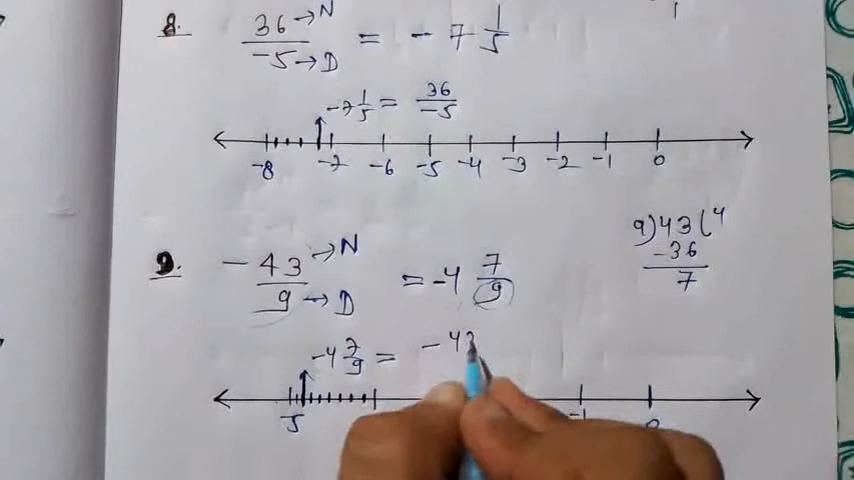 8. 36 → N / -5 → D = - 7 1/5
-7 1/5 = 36/-5
-8 -7 -6 -5 -4 -3 -2 -1 0
9. - 43 → N / 9 → D = -4 7/9
9)43(4
-36
7
-4 7/9 = - 43
5 -1 0